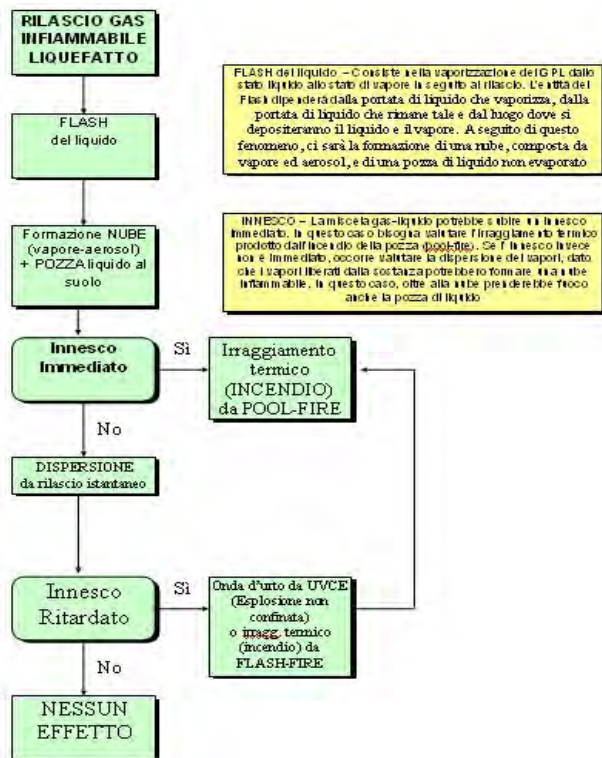 RILASCIO GAS
INFIAMMABILE
LIQUEFATTO
FLASH del liquido – Consiste nella vaporizzazione del GPL dallo
stato liquido allo stato di vapore in seguito al rilascio. L'entità del
Flash dipenderà dalla portata di liquido che vaporizza, dalla
portata di liquido che rimane tale e dal luogo dove si
depositeranno il liquido e il vapore. A seguito di questo
fenomeno, ci sarà la formazione di una nube, composta da
vapore ed aerosol, e di una pozza di liquido non evaporato
FLASH
del liquido
INNESCO – La miscela gas-liquido potrebbe subire un innesco
immediato. In questo caso bisogna valutare l'irraggiamento termico
prodotto dall'incendio della pozza (pool-fire). Se l'innesco invece
non è immediato, occorre valutare la dispersione dei vapori, dato
che i vapori liberati dalla sostanza potrebbero formare una nube
infiammabile. In questo caso, oltre alla nube prenderebbe fuoco
anche la pozza di liquido
Formazione NUBE
(vapore-aerosol)
+ POZZA liquido al
suolo
Innesco
Immediato
Sì
Irraggiamento
termico
(INCENDIO)
da POOL-FIRE
No
DISPERSIONE
da rilascio istantaneo
Innesco
Ritardato
Sì
Onda d'urto da UVCE
(Esplosione non
confinata)
o irragg. termico
(incendio) da
FLASH-FIRE
No
NESSUN
EFFETTO